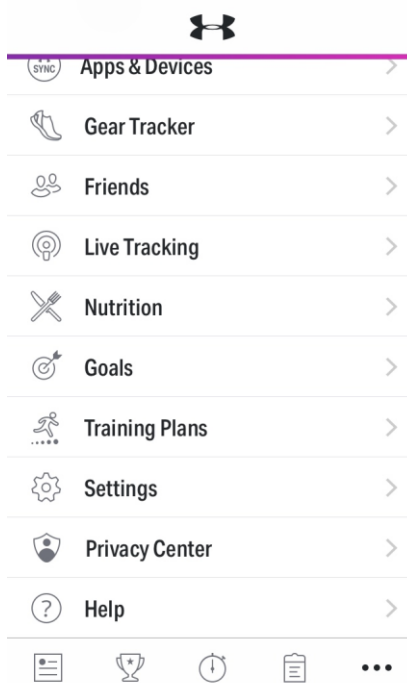 SYNC Apps & Devices
Gear Tracker
Friends
Live Tracking
Nutrition
Goals
Training Plans
Settings
Privacy Center
? Help